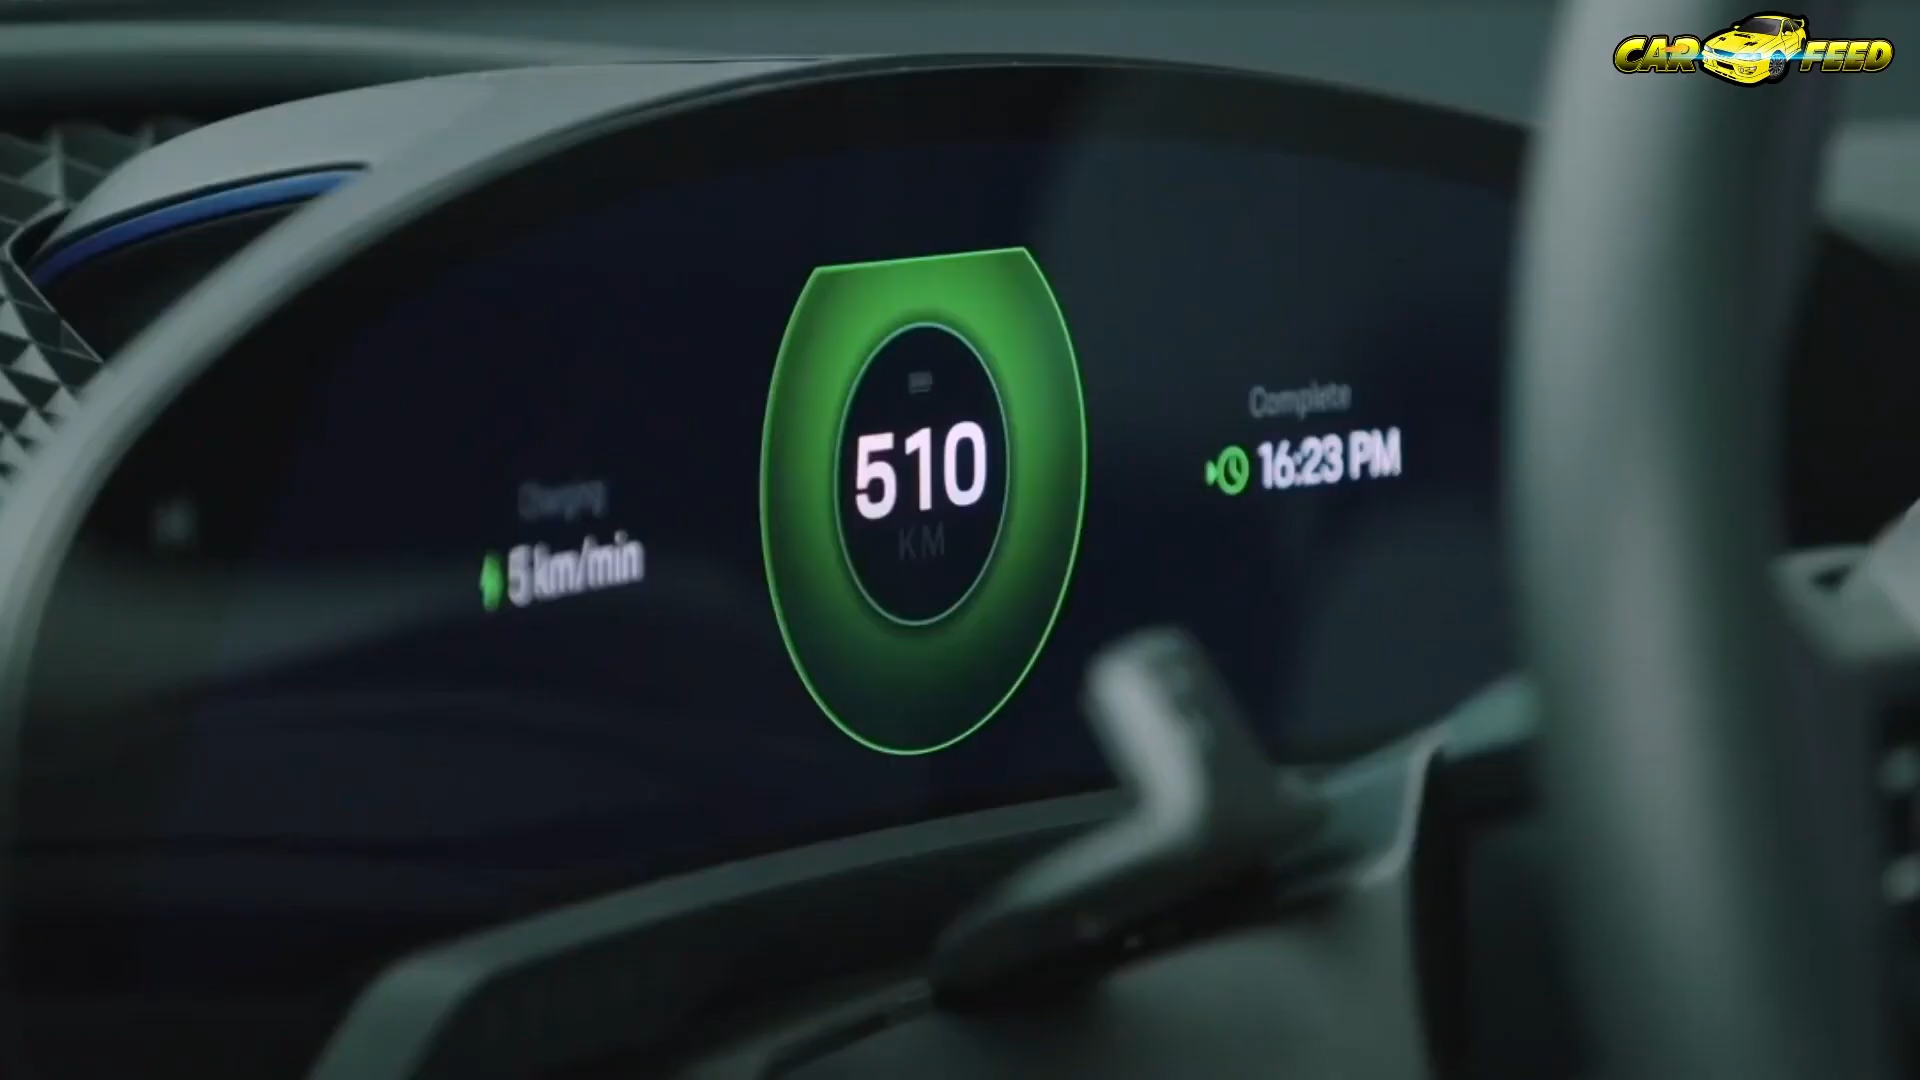 CAR FEED
Charging
5 km/min
510
KM
Complete
16:23 PM